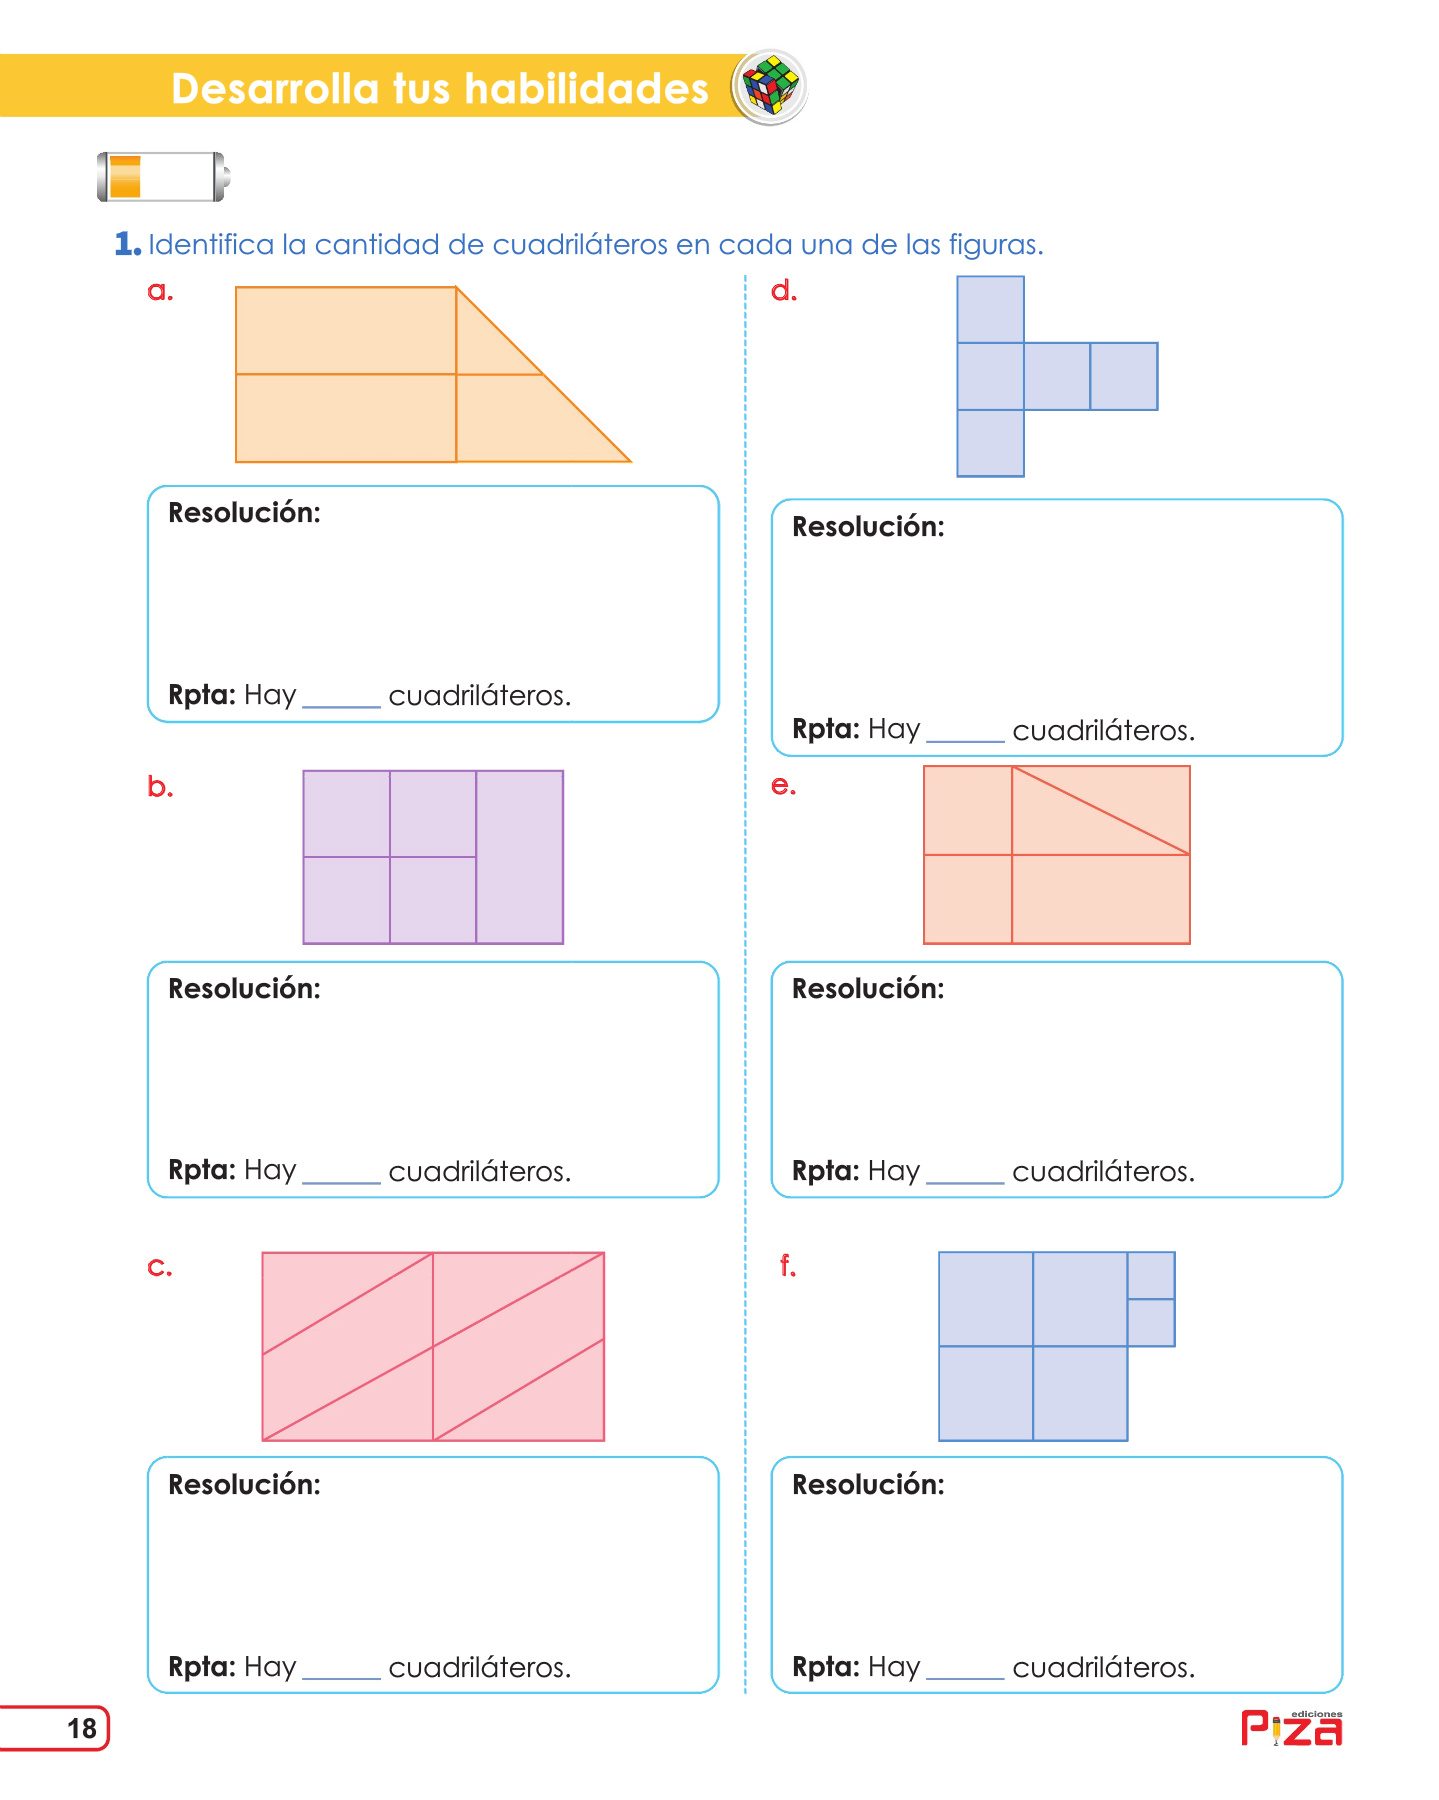 Desarrolla tus habilidades
1. Identifica la cantidad de cuadriláteros en cada una de las figuras.
a.
Resolución:
Rpta: Hay ______ cuadriláteros.
b.
Resolución:
Rpta: Hay ______ cuadriláteros.
c.
Resolución:
Rpta: Hay ______ cuadriláteros.
d.
Resolución:
Rpta: Hay ______ cuadriláteros.
e.
Resolución:
Rpta: Hay ______ cuadriláteros.
f.
Resolución:
Rpta: Hay ______ cuadriláteros.
18
ediciones
Piza